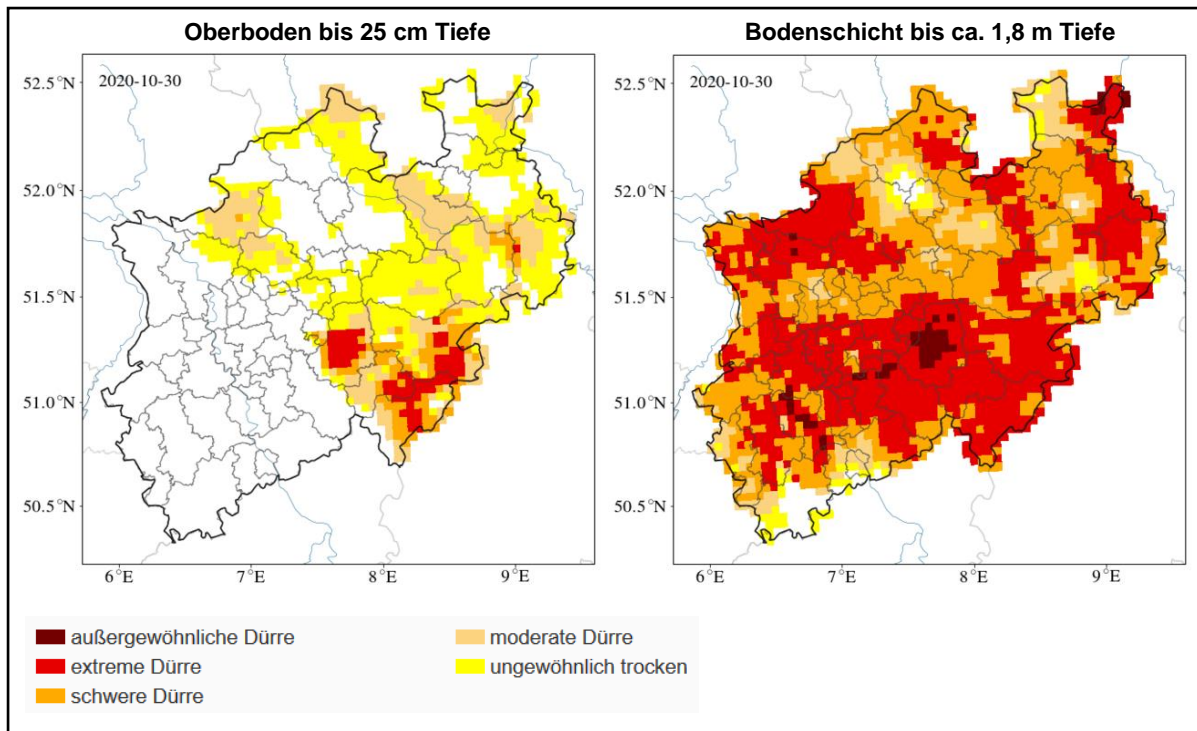 Oberboden bis 25 cm Tiefe
Bodenschicht bis ca. 1,8 m Tiefe
2020-10-30
52.5°N
52.0°N
51.5°N
51.0°N
50.5°N
6°E 7°E 8°E 9°E
2020-10-30
52.5°N
52.0°N
51.5°N
51.0°N
50.5°N
6°E 7°E 8°E 9°E
außergewöhnliche Dürre
extreme Dürre
schwere Dürre
moderate Dürre
ungewöhnlich trocken